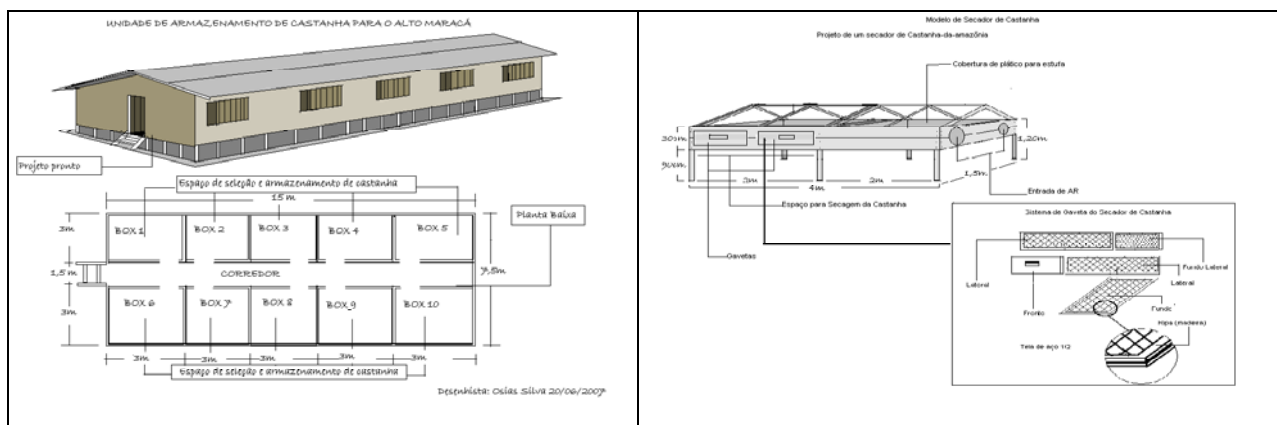 UNIDADE DE ARMAZENAMENTO DE CASTANHA PARA O ALTO MARACÁ
Projeto pronto
Espaço de seleção e armazenamento de castanha
15 m
Planta Baixa
3m
BOX 1
BOX 2
BOX 3
BOX 4
BOX 5
1,5 m
CORREDOR
7,5m
3m
BOX 6
BOX 7
BOX 8
BOX 9
BOX 10
3m
3m
3m
3m
3m
Espaço de seleção e armazenamento de castanha
Desenhista: Osias Silva 20/06/2007
Modelo de Secador de Castanha
Projeto de um secador de Castanha-da-amazônia
Cobertura de plático para estufa
30cm
1,20m
90cm
2m
2m
4m
1,5m
Entrada de AR
Espaço para Secagem da Castanha
Gavetas
Sistema de Gaveta do Secador de Castanha
Lateral
Fundo Lateral
Lateral
Fronto
Fundo
Ripa (madeira)
Tela de aço 1/2